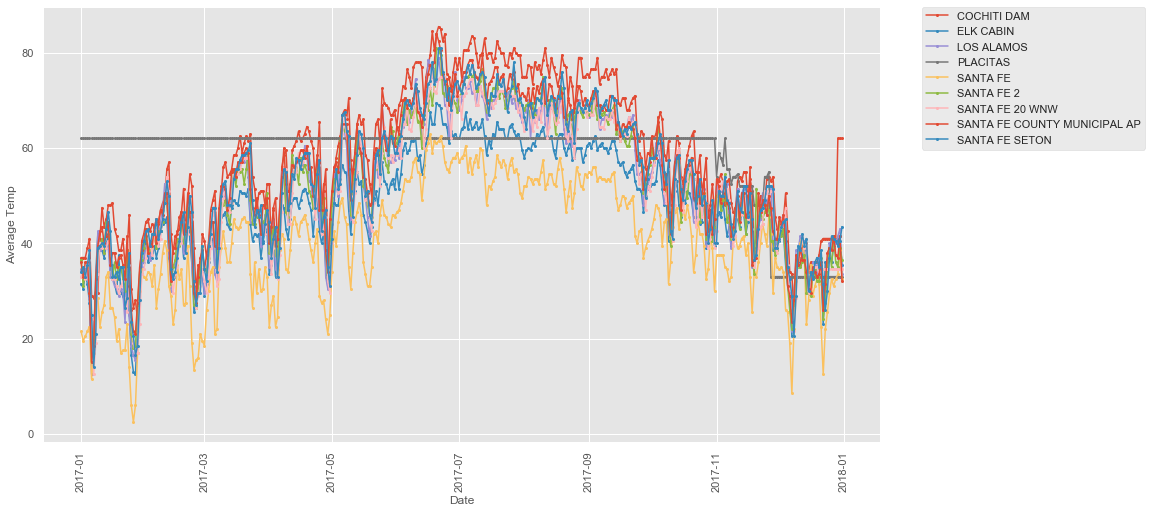 COCHITI DAM
ELK CABIN
LOS ALAMOS
PLACITAS
SANTA FE
SANTA FE 2
SANTA FE 20 WNW
SANTA FE COUNTY MUNICIPAL AP
SANTA FE SETON
80
60
40
20
0
Average Temp
2017-01
2017-03
2017-05
2017-07
2017-09
2017-11
2018-01
Date